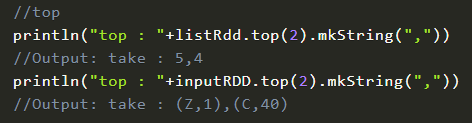 //top
println("top : "+listRdd.top(2).mkString(","))
//Output: take : 5,4
println("top : "+inputRDD.top(2).mkString(","))
//Output: take : (Z,1),(C,40)